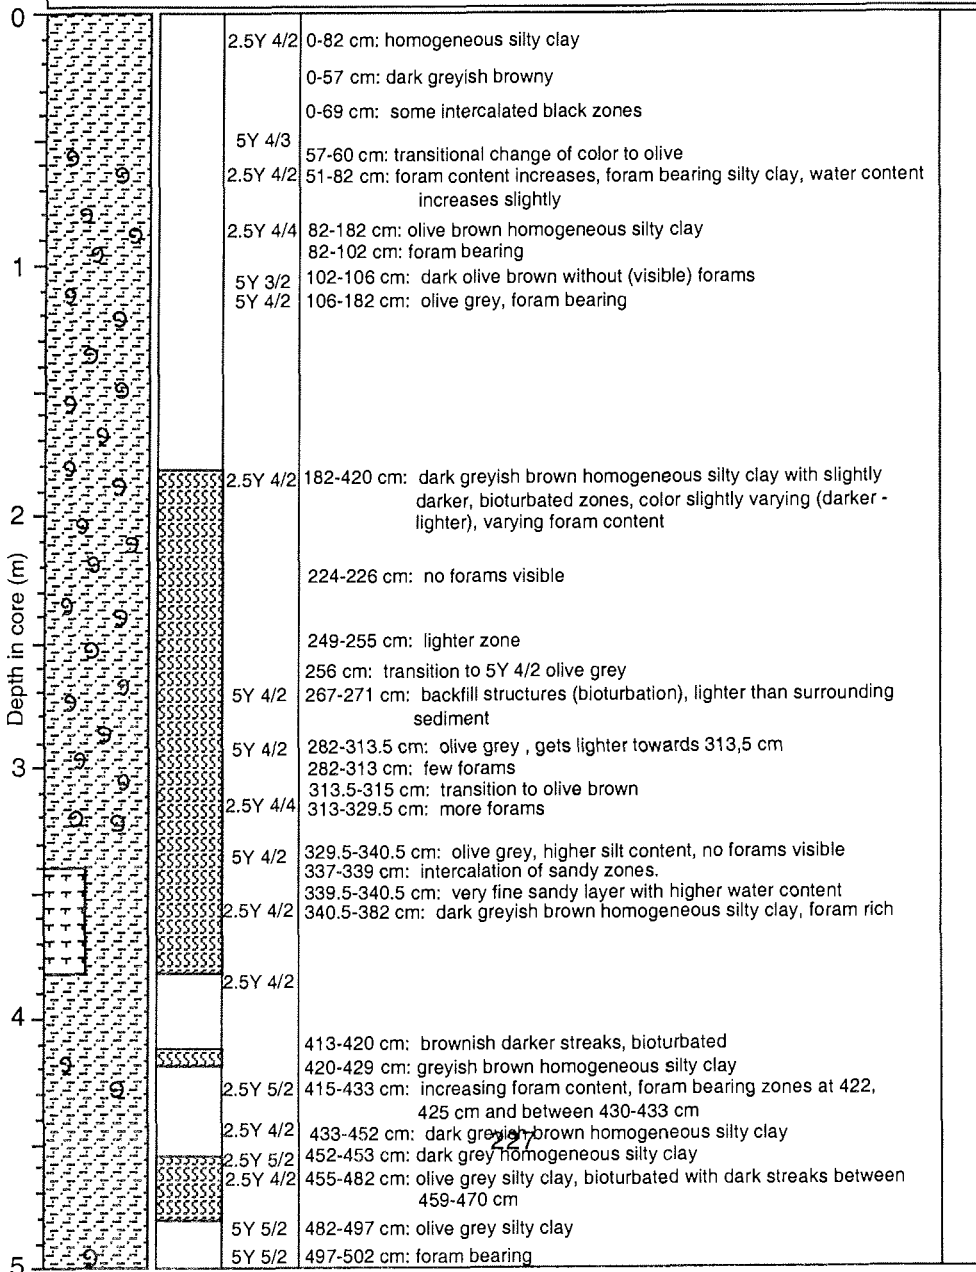 0
2.5Y 4/2 0-82 cm: homogeneous silty clay
0-57 cm: dark greyish browny
0-69 cm: some intercalated black zones
5Y 4/3
57-60 cm: transitional change of color to olive
2.5Y 4/2 51-82 cm: foram content increases, foram bearing silty clay, water content
increases slightly
2.5Y 4/4 82-182 cm: olive brown homogeneous silty clay
82-102 cm: foram bearing
1
5Y 3/2 102-106 cm: dark olive brown without (visible) forams
5Y 4/2 106-182 cm: olive grey, foram bearing
2.5Y 4/2 182-420 cm: dark greyish brown homogeneous silty clay with slightly
darker, bioturbated zones, color slightly varying (darker -
lighter), varying foram content
2
Depth in core (m)
224-226 cm: no forams visible
249-255 cm: lighter zone
256 cm: transition to 5Y 4/2 olive grey
5Y 4/2 267-271 cm: backfill structures (bioturbation), lighter than surrounding
sediment
5Y 4/2 282-313.5 cm: olive grey , gets lighter towards 313,5 cm
3
282-313 cm: few forams
313.5-315 cm: transition to olive brown
2.5Y 4/4 313-329.5 cm: more forams
5Y 4/2 329.5-340.5 cm: olive grey, higher silt content, no forams visible
337-339 cm: intercalation of sandy zones.
339.5-340.5 cm: very fine sandy layer with higher water content
2.5Y 4/2 340.5-382 cm: dark greyish brown homogeneous silty clay, foram rich
2.5Y 4/2
4
413-420 cm: brownish darker streaks, bioturbated
420-429 cm: greyish brown homogeneous silty clay
2.5Y 5/2 415-433 cm: increasing foram content, foram bearing zones at 422,
425 cm and between 430-433 cm
2.5Y 4/2 433-452 cm: dark greyish brown homogeneous silty clay
227
2.5Y 5/2 452-453 cm: dark grey homogeneous silty clay
2.5Y 4/2 455-482 cm: olive grey silty clay, bioturbated with dark streaks between
459-470 cm
5Y 5/2 482-497 cm: olive grey silty clay
5Y 5/2 497-502 cm: foram bearing
5